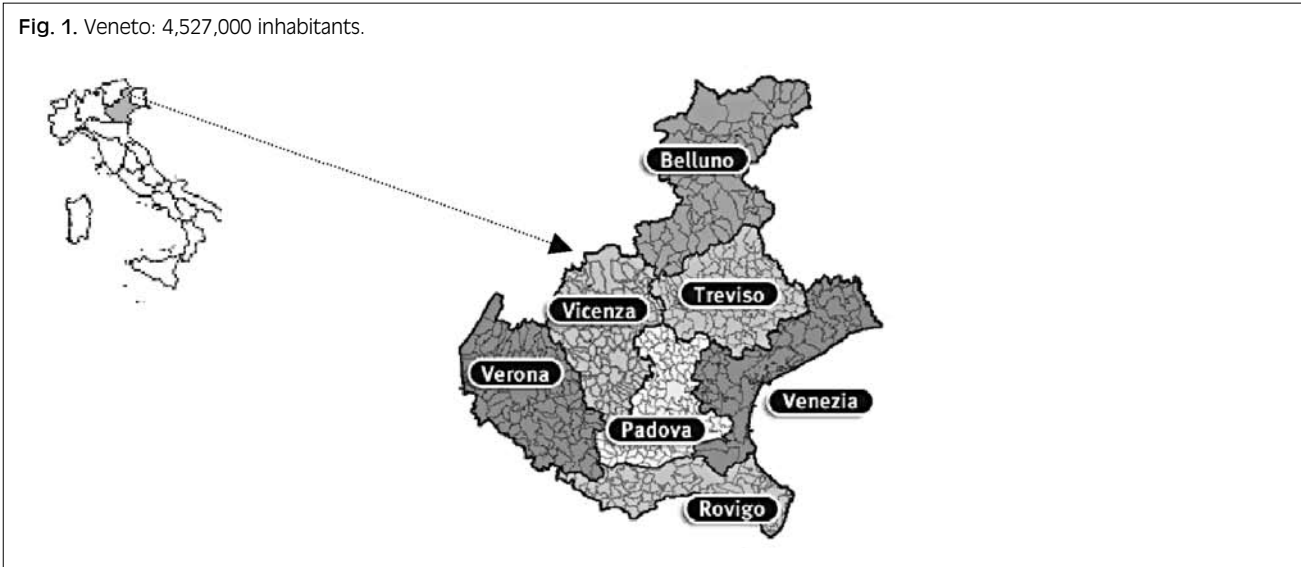 Fig. 1. Veneto: 4,527,000 inhabitants.
Belluno
Treviso
Vicenza
Verona
Venezia
Padova
Rovigo